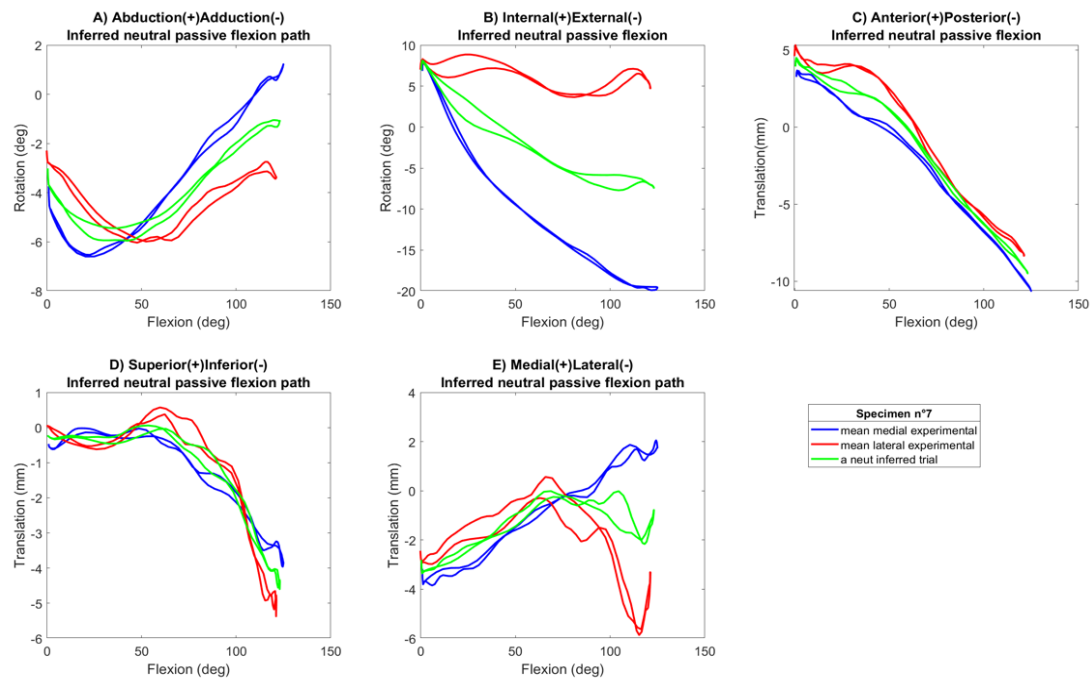 A) Abduction(+)Adduction(-)
Inferred neutral passive flexion path
2
0
-2
-4
-6
-8
Rotation (deg)
0
50
100
150
Flexion (deg)
B) Internal(+)External(-)
Inferred neutral passive flexion
10
5
0
-5
-10
-15
-20
Rotation (deg)
0
50
100
150
Flexion (deg)
C) Anterior(+)Posterior(-)
Inferred neutral passive flexion
5
0
-5
-10
Translation(mm)
0
50
100
150
Flexion (deg)
D) Superior(+)Inferior(-)
Inferred neutral passive flexion path
1
0
-1
-2
-3
-4
-5
-6
Translation (mm)
0
50
100
150
Flexion (deg)
E) Medial(+)Lateral(-)
Inferred neutral passive flexion path
4
2
0
-2
-4
-6
Translation (mm)
0
50
100
150
Flexion (deg)
Specimen n°7
mean medial experimental
mean lateral experimental
a neut inferred trial